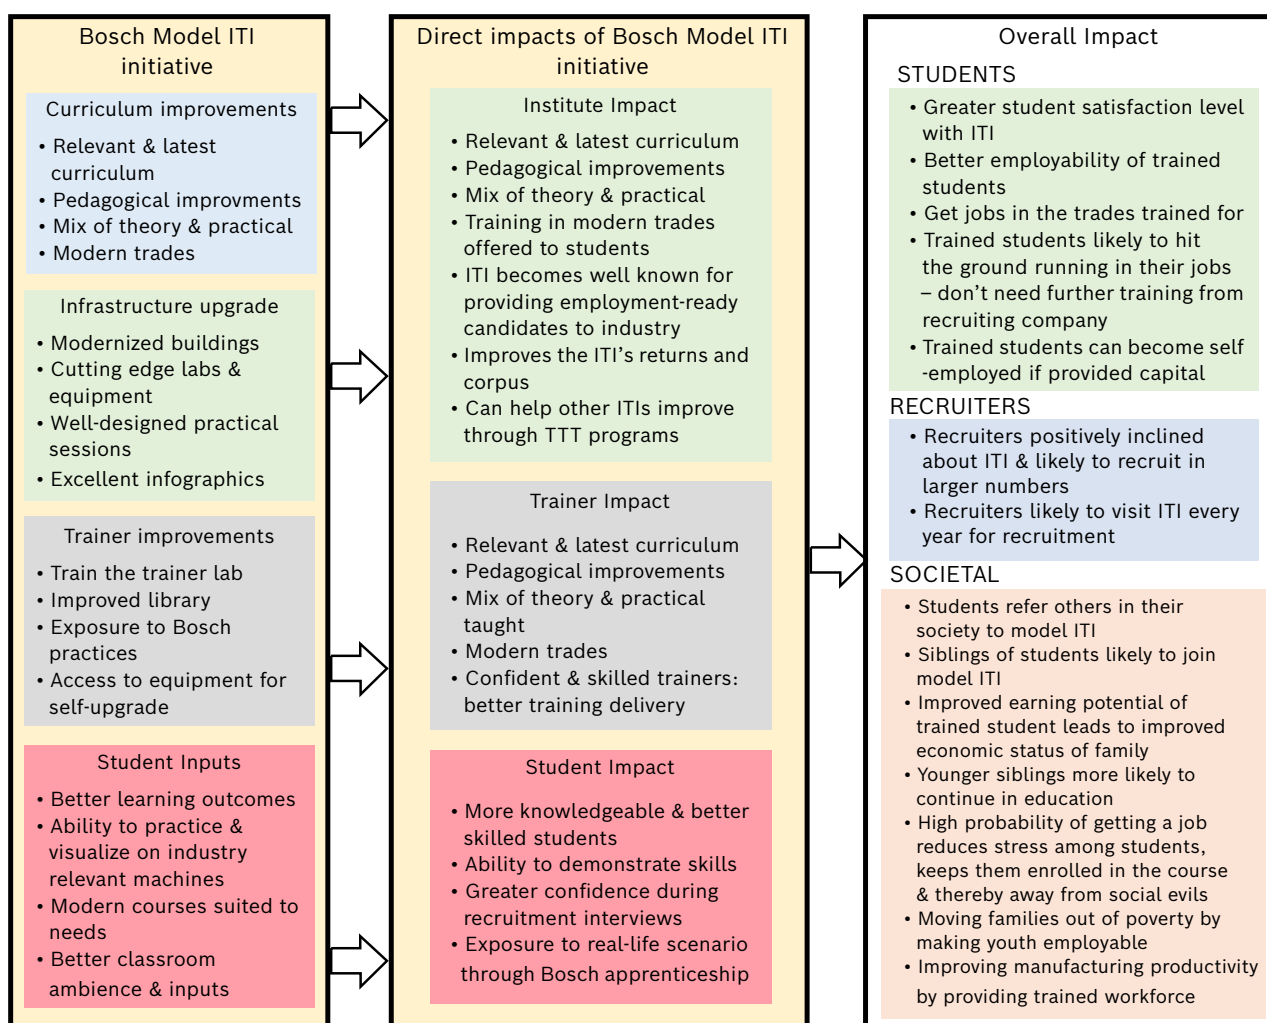 Bosch Model ITI
initiative
Curriculum improvements
• Relevant & latest
curriculum
• Pedagogical improvments
• Mix of theory & practical
• Modern trades
Infrastructure upgrade
• Modernized buildings
• Cutting edge labs &
equipment
• Well-designed practical
sessions
• Excellent infographics
Trainer improvements
• Train the trainer lab
• Improved library
• Exposure to Bosch
practices
• Access to equipment for
self-upgrade
Student Inputs
• Better learning outcomes
• Ability to practice &
visualize on industry
relevant machines
• Modern courses suited to
needs
• Better classroom
ambience & inputs
Direct impacts of Bosch Model ITI
initiative
Institute Impact
• Relevant & latest curriculum
• Pedagogical improvements
• Mix of theory & practical
• Training in modern trades
offered to students
• ITI becomes well known for
providing employment-ready
candidates to industry
• Improves the ITI's returns and
corpus
• Can help other ITIs improve
through TTT programs
Trainer Impact
• Relevant & latest curriculum
• Pedagogical improvements
• Mix of theory & practical
taught
• Modern trades
• Confident & skilled trainers:
better training delivery
Student Impact
• More knowledgeable & better
skilled students
• Ability to demonstrate skills
• Greater confidence during
recruitment interviews
• Exposure to real-life scenario
through Bosch apprenticeship
Overall Impact
STUDENTS
• Greater student satisfaction level
with ITI
• Better employability of trained
students
• Get jobs in the trades trained for
• Trained students likely to hit
the ground running in their jobs
– don't need further training from
recruiting company
• Trained students can become self
-employed if provided capital
RECRUITERS
• Recruiters positively inclined
about ITI & likely to recruit in
larger numbers
• Recruiters likely to visit ITI every
year for recruitment
SOCIETAL
• Students refer others in their
society to model ITI
• Siblings of students likely to join
model ITI
• Improved earning potential of
trained student leads to improved
economic status of family
• Younger siblings more likely to
continue in education
• High probability of getting a job
reduces stress among students,
keeps them enrolled in the course
& thereby away from social evils
• Moving families out of poverty by
making youth employable
• Improving manufacturing productivity
by providing trained workforce